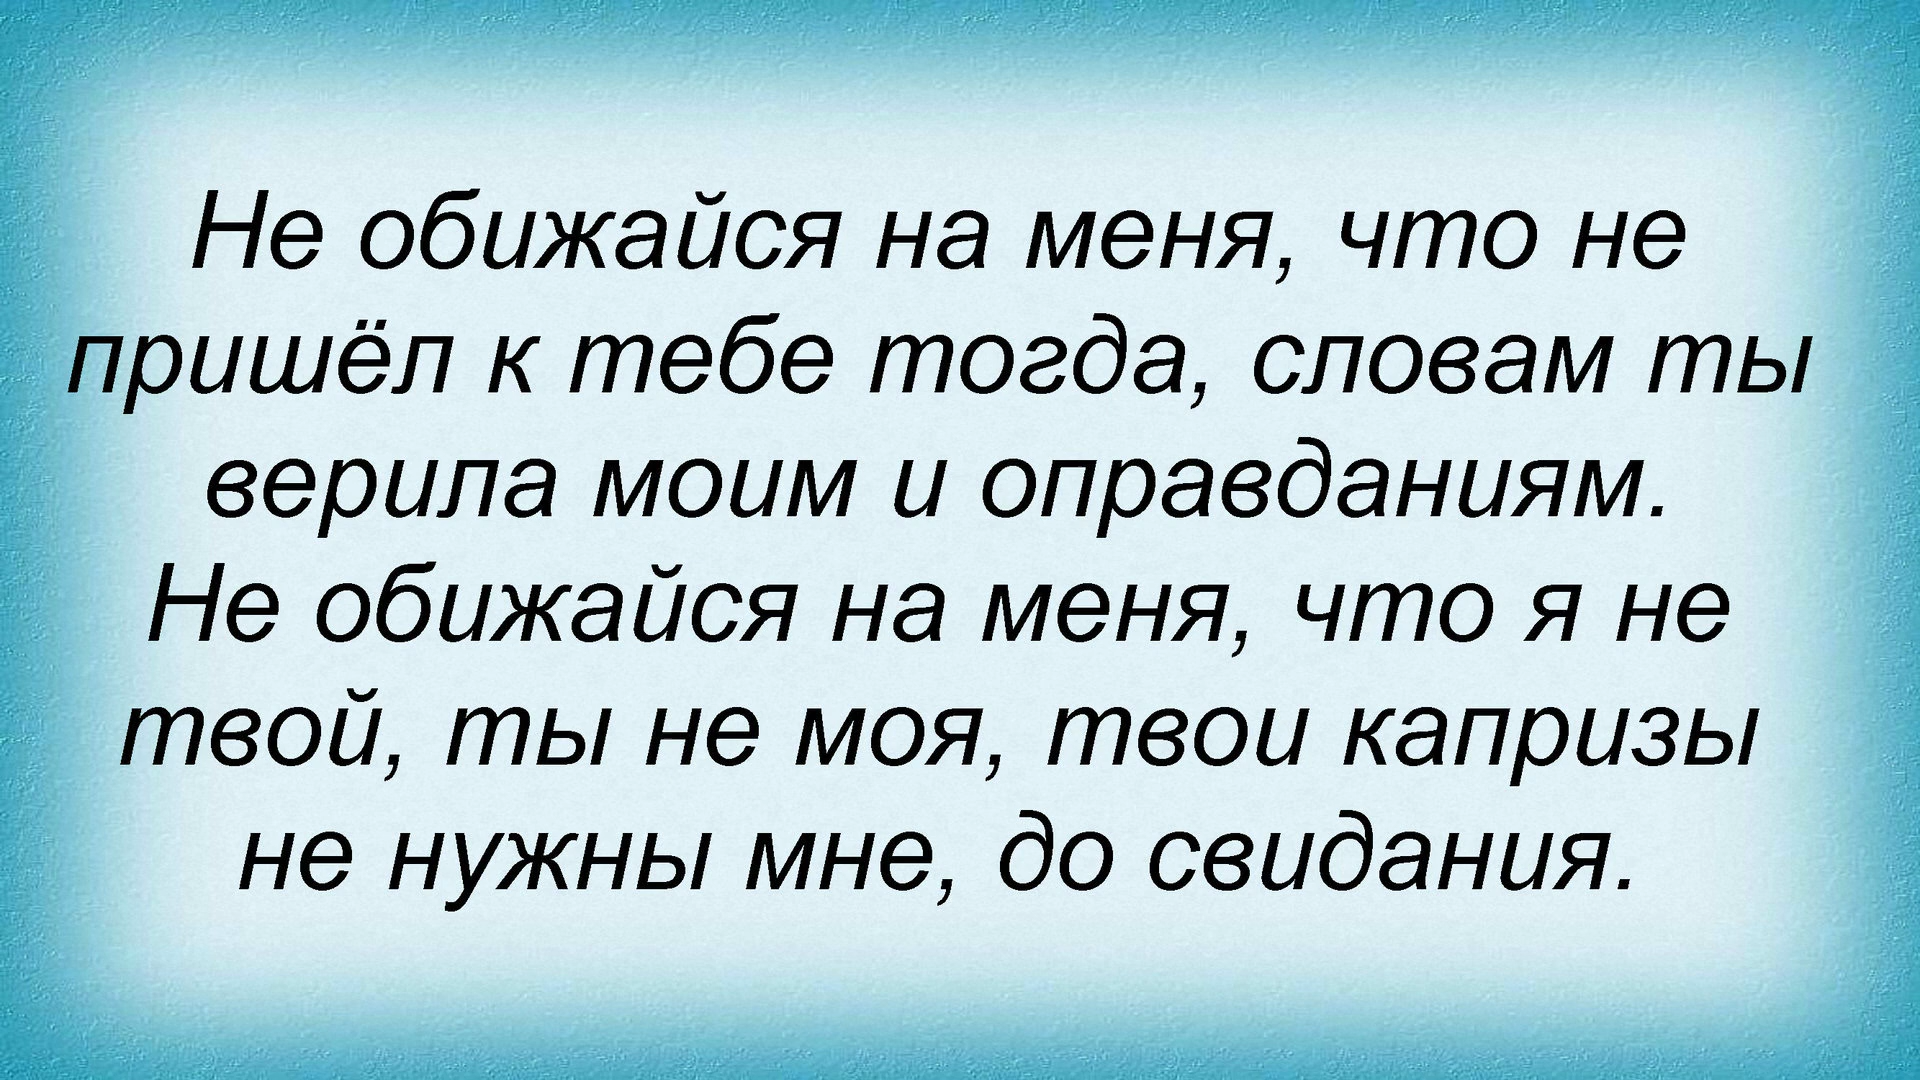 Не обижайся на меня, что не
пришёл к тебе тогда, словам ты
верила моим и оправданиям.
Не обижайся на меня, что я не
твой, ты не моя, твои капризы
не нужны мне, до свидания.